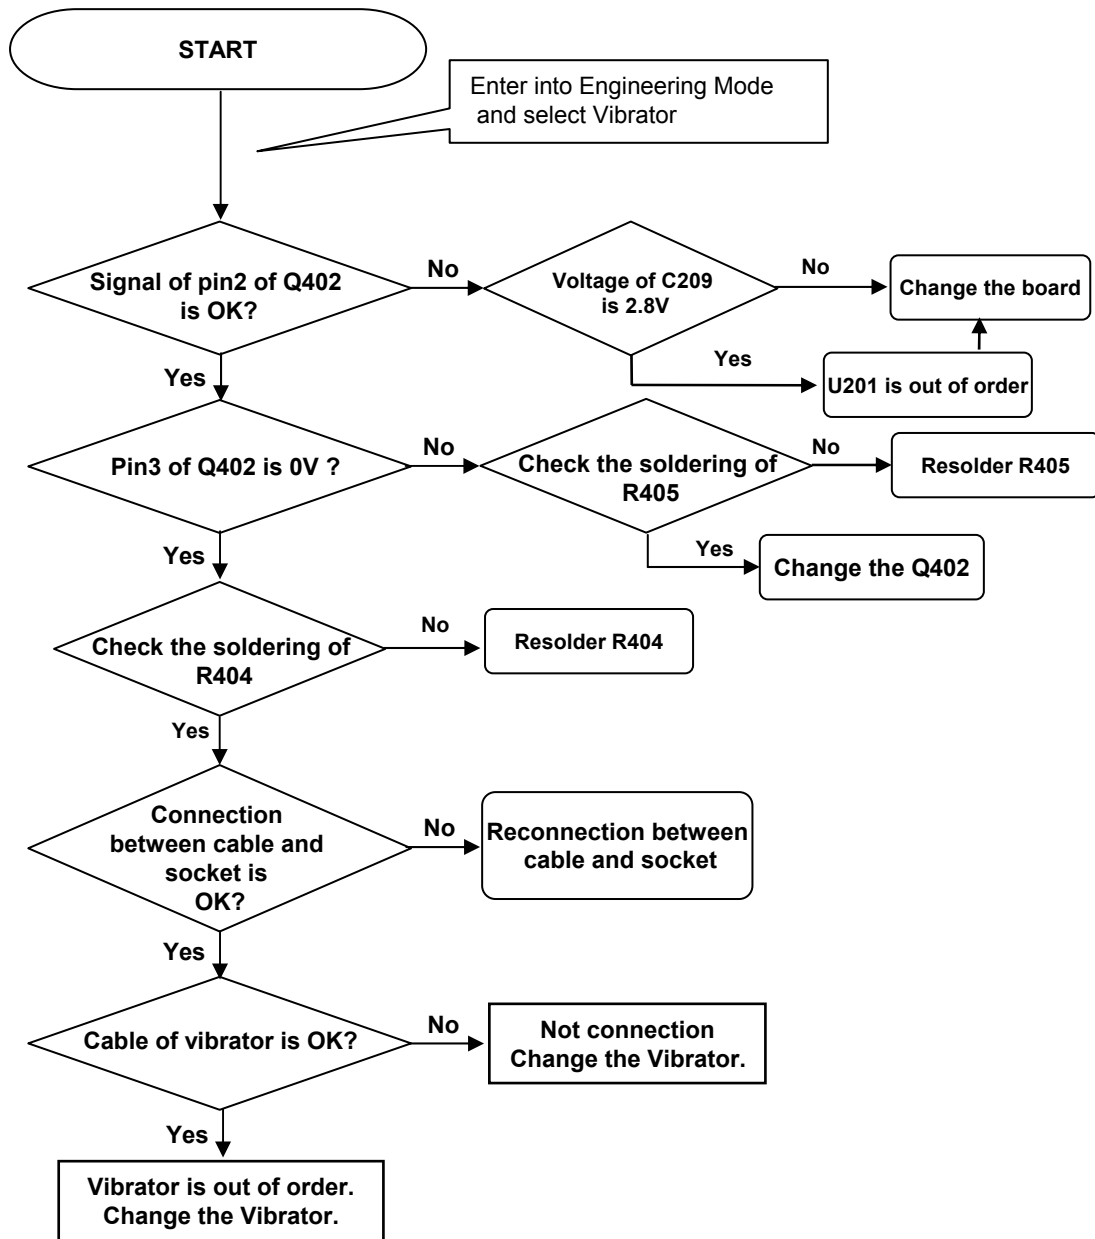 START
Enter into Engineering Mode
and select Vibrator
Signal of pin2 of Q402
is OK?
No
Voltage of C209
is 2.8V
No
Change the board
Yes
U201 is out of order
Yes
Pin3 of Q402 is 0V ?
No
Check the soldering of
R405
No
Resolder R405
Yes
Change the Q402
Yes
Check the soldering of
R404
No
Resolder R404
Yes
Connection
between cable and
socket is
OK?
No
Reconnection between
cable and socket
Yes
Cable of vibrator is OK?
No
Not connection
Change the Vibrator.
Yes
Vibrator is out of order.
Change the Vibrator.